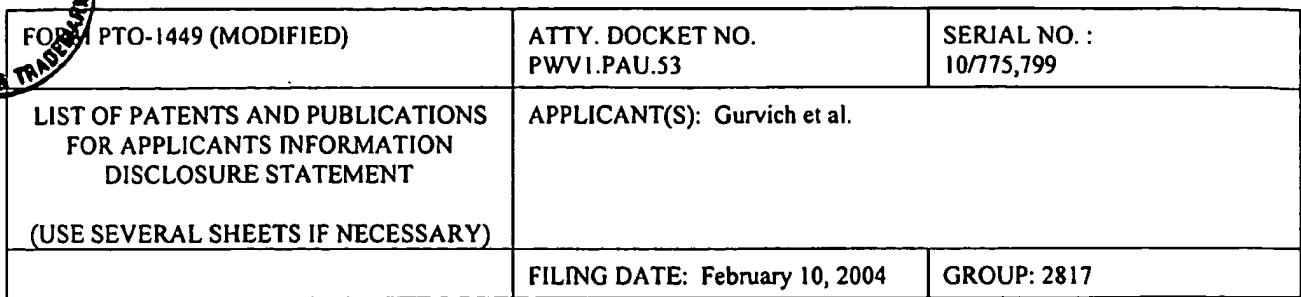 FORM PTO-1449 (MODIFIED)
ATTY. DOCKET NO.
PWV1.PAU.53
SERIAL NO. :
10/775,799
TRADEMARK
LIST OF PATENTS AND PUBLICATIONS
FOR APPLICANTS INFORMATION
DISCLOSURE STATEMENT
(USE SEVERAL SHEETS IF NECESSARY)
APPLICANT(S): Gurvich et al.
FILING DATE: February 10, 2004
GROUP: 2817